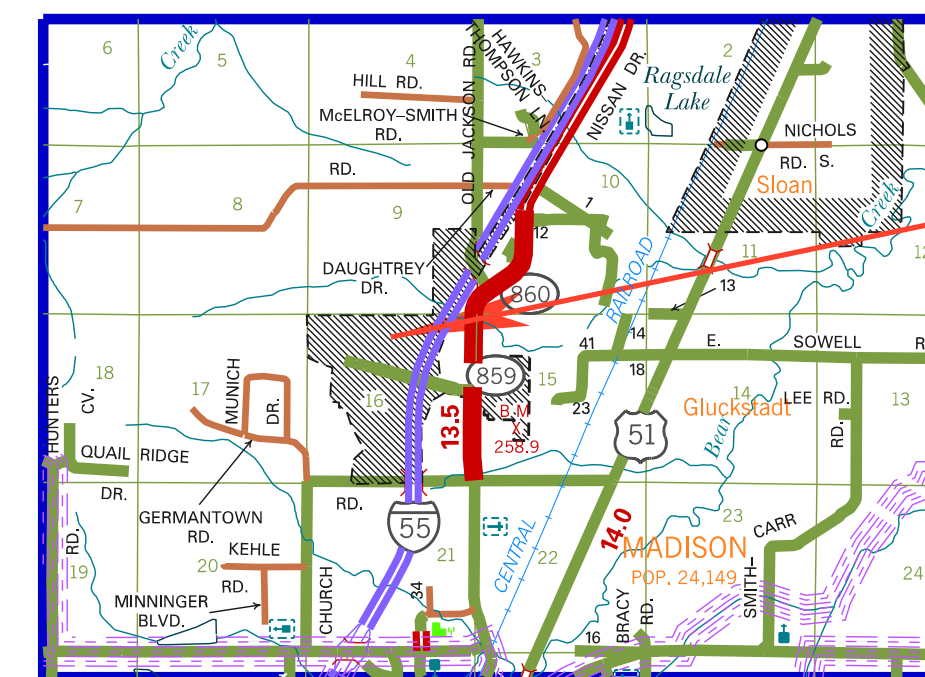 6
5
4
3
2
Creek
HILL RD.
McELROY–SMITH
RD.
OLD JACKSON RD.
THOMPSON LN.
HAWKINS
NISSAN DR.
Ragsdale
Lake
NICHOLS
RD. S.
Sloan
RD.
7
8
9
10
7
12
11
12
Creek
DAUGHTREY
DR.
860
RAILROAD
13
14
18
41
E.
SOWELL
R
859
15
23
13.5
B.M
X
258.9
18
17
16
14
13
HUNTERS
CV.
MUNICH
DR.
Gluckstadt
LEE RD.
RD.
51
Bear
QUAIL RIDGE
DR.
RD.
GERMANTOWN
RD.
RD.
55
14.0
CENTRAL
23
CARR
SMITH–
MADISON
POP. 24,149
KEHLE
RD.
19
20
21
22
24
MINNINGER
BLVD.
CHURCH
34
16
BRACY
RD.